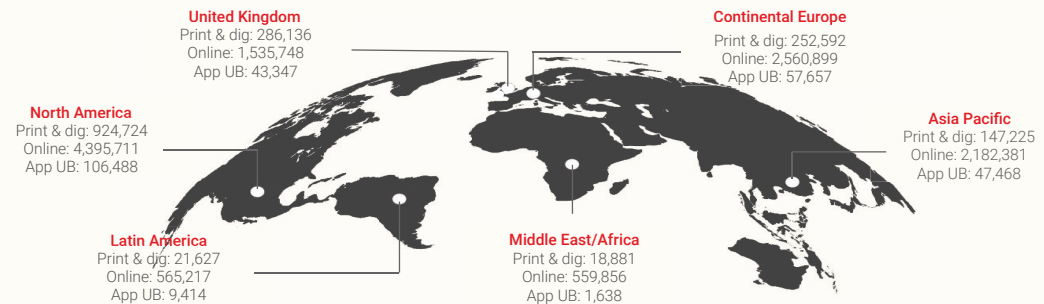 United Kingdom
Print & dig: 286,136
Online: 1,535,748
App UB: 43,347
Continental Europe
Print & dig: 252,592
Online: 2,560,899
App UB: 57,657
North America
Print & dig: 924,724
Online: 4,395,711
App UB: 106,488
Asia Pacific
Print & dig: 147,225
Online: 2,182,381
App UB: 47,468
Latin America
Print & dig: 21,627
Online: 565,217
App UB: 9,414
Middle East/Africa
Print & dig: 18,881
Online: 559,856
App UB: 1,638